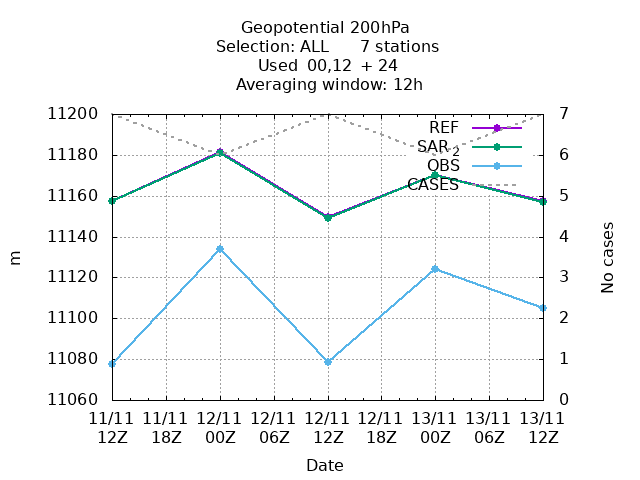 Geopotential 200hPa
Selection: ALL 7 stations
Used 00,12 + 24
Averaging window: 12h
11200
11180
11160
11140
11120
11100
11080
11060
m
7
6
5
4
3
2
1
0
No cases
REF
SAR 2
OBS
CASES
11/11 11/11 12/11 12/11 12/11 12/11 13/11 13/11 13/11
12Z 18Z 00Z 06Z 12Z 18Z 00Z 06Z 12Z
Date